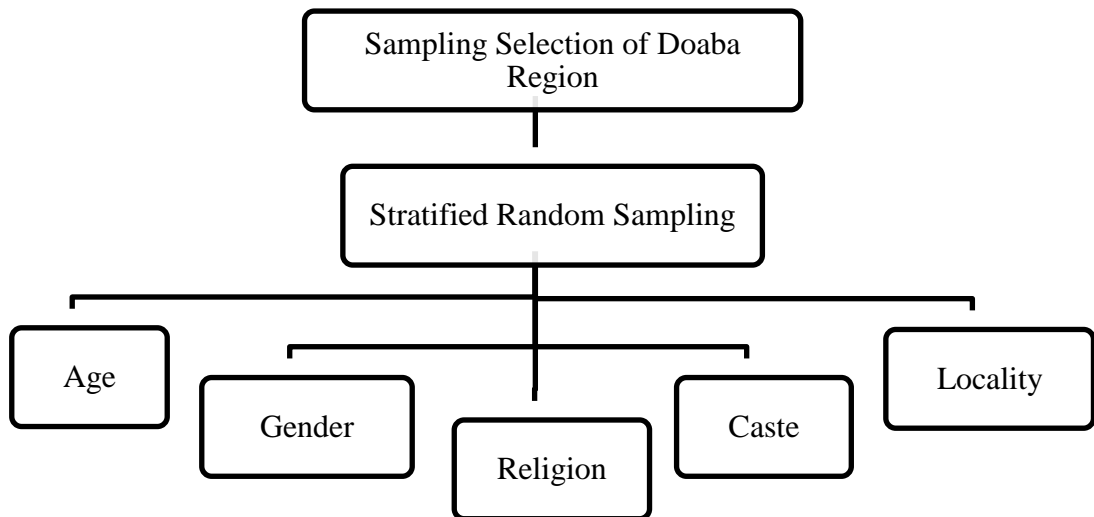 Sampling Selection of Doaba
Region
Stratified Random Sampling
Age
Gender
Religion
Caste
Locality